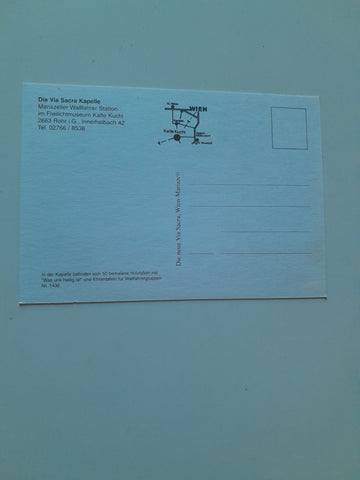 Die Via Sacra Kapelle
Mariazeller Wallfahrer Station
im Freilichtmuseum Kalte Kuchl
2663 Rohr i.G., Innerhalbach 42
Tel. 02766 / 8538
WIEN
Kalte Kuchl
Die neue Via Sacra, Wien-Mariazell
In der Kapelle befinden sich 50 bemalene Holztafeln mit
"Was uns heilig ist" und Ehrentafeln für Wallfahrergruppen
Nr. 1436